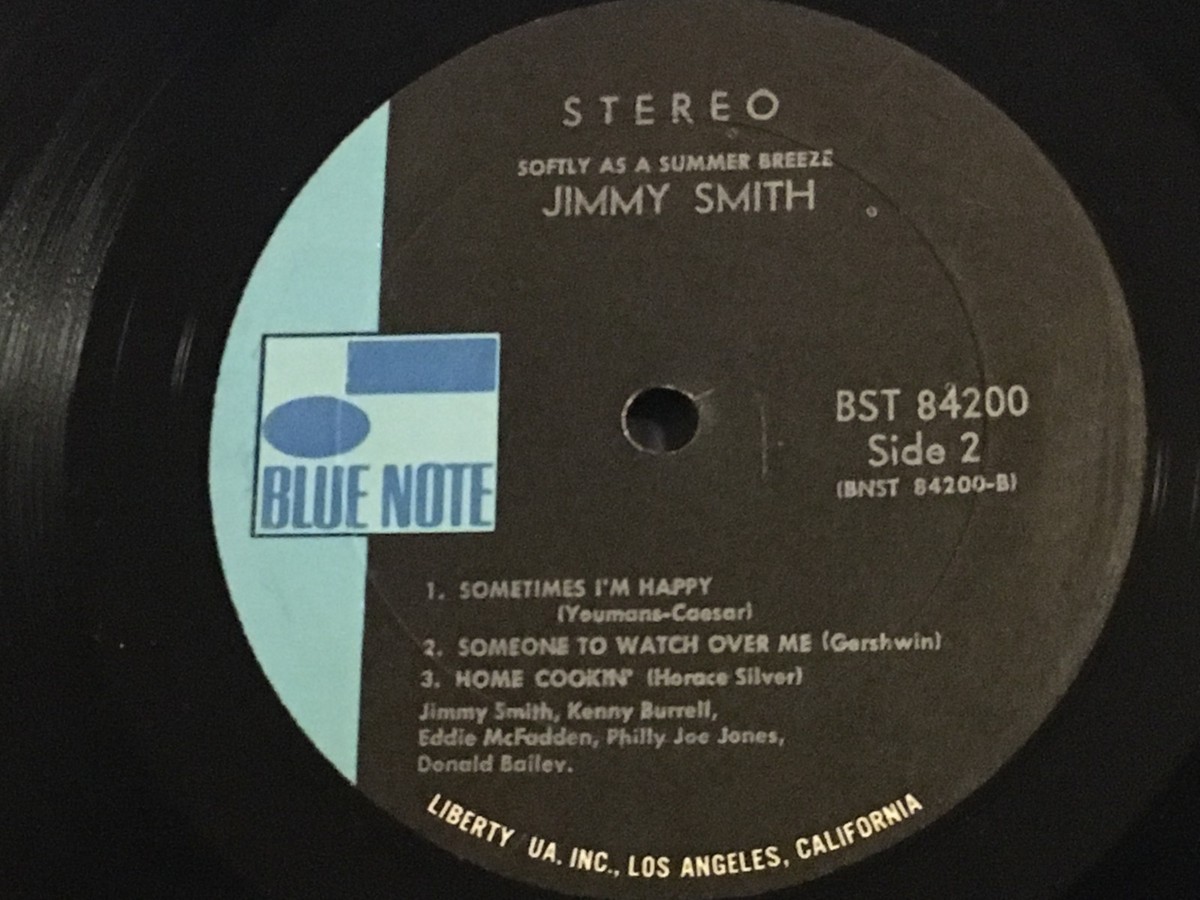 STEREO
SOFTLY AS A SUMMER BREEZE
JIMMY SMITH
BLUE NOTE
BST 84200
Side 2
(BNST 84200-B)
1. SOMETIMES I'M HAPPY
(Youmans-Caesar)
2. SOMEONE TO WATCH OVER ME (Gershwin)
3. HOME COOKIN' (Horace Silver)
Jimmy Smith, Kenny Burrell,
Eddie McFadden, Philly Joe Jones,
Donald Bailey.
LIBERTY UA. INC., LOS ANGELES, CALIFORNIA